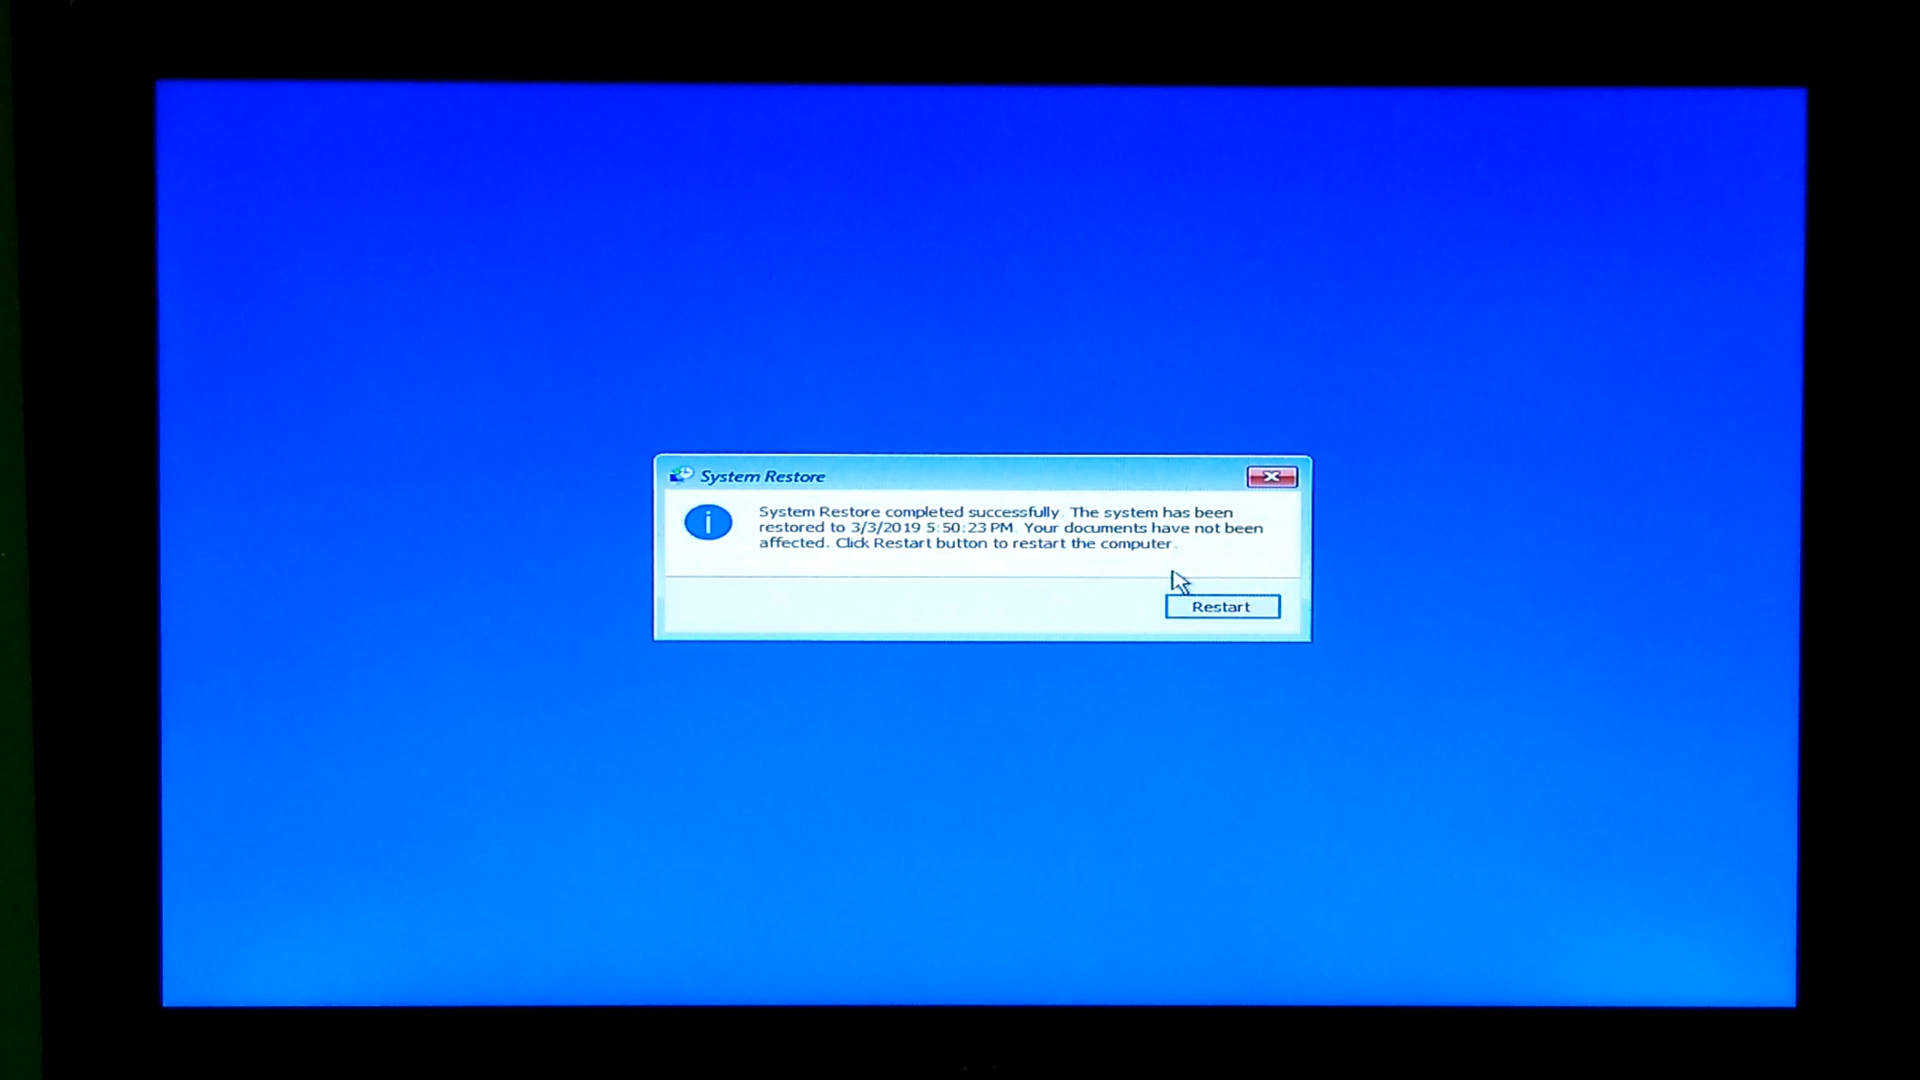 System Restore
System Restore completed successfully. The system has been
restored to 3/3/2019 5:50:23 PM. Your documents have not been
affected. Click Restart button to restart the computer.
Restart